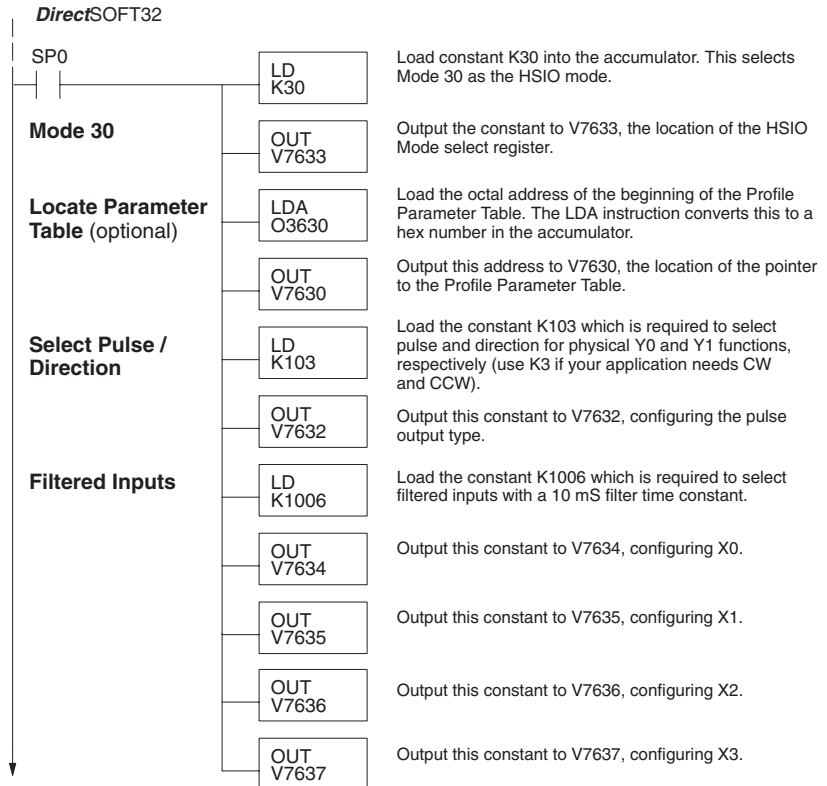 DirectSOFT32
SP0
LD
K30
Load constant K30 into the accumulator. This selects
Mode 30 as the HSIO mode.
Mode 30
OUT
V7633
Output the constant to V7633, the location of the HSIO
Mode select register.
Locate Parameter
Table (optional)
LDA
O3630
Load the octal address of the beginning of the Profile
Parameter Table. The LDA instruction converts this to a
hex number in the accumulator.
OUT
V7630
Output this address to V7630, the location of the pointer
to the Profile Parameter Table.
Select Pulse /
Direction
LD
K103
Load the constant K103 which is required to select
pulse and direction for physical Y0 and Y1 functions,
respectively (use K3 if your application needs CW
and CCW).
OUT
V7632
Output this constant to V7632, configuring the pulse
output type.
Filtered Inputs
LD
K1006
Load the constant K1006 which is required to select
filtered inputs with a 10 mS filter time constant.
OUT
V7634
Output this constant to V7634, configuring X0.
OUT
V7635
Output this constant to V7635, configuring X1.
OUT
V7636
Output this constant to V7636, configuring X2.
OUT
V7637
Output this constant to V7637, configuring X3.